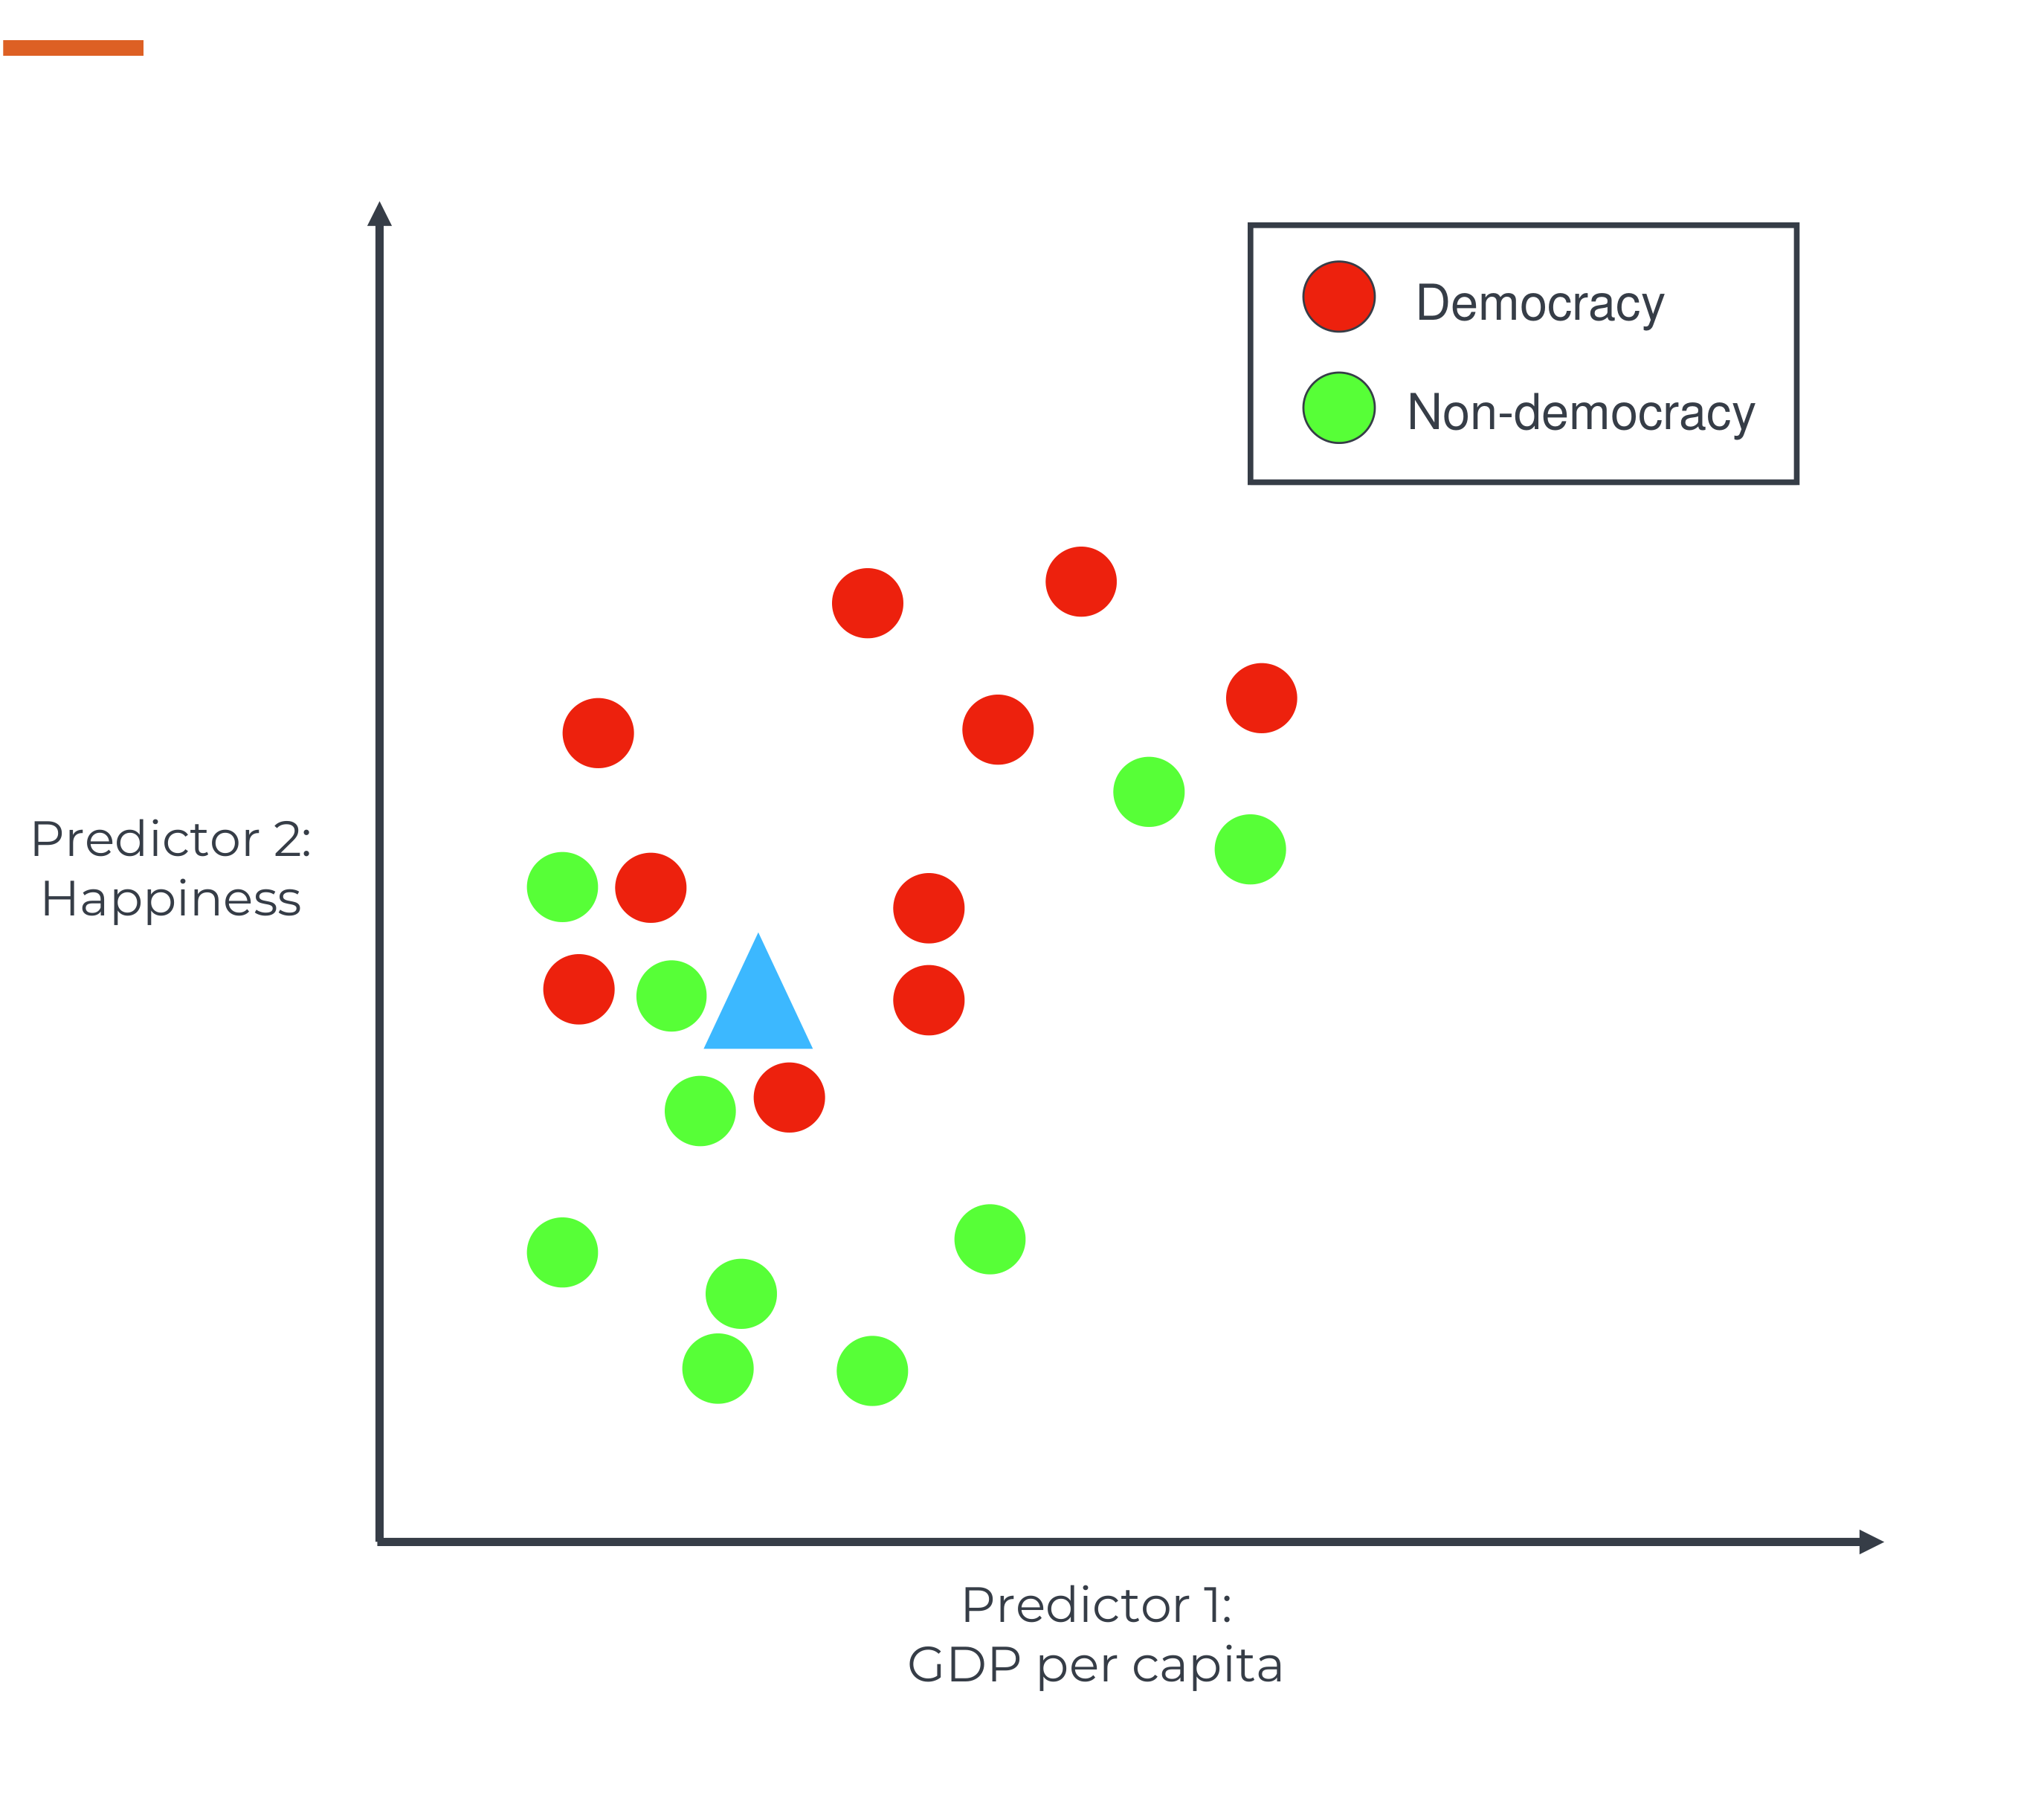 Democracy
Non-democracy
Predictor 2:
Happiness
Predictor 1:
GDP per capita